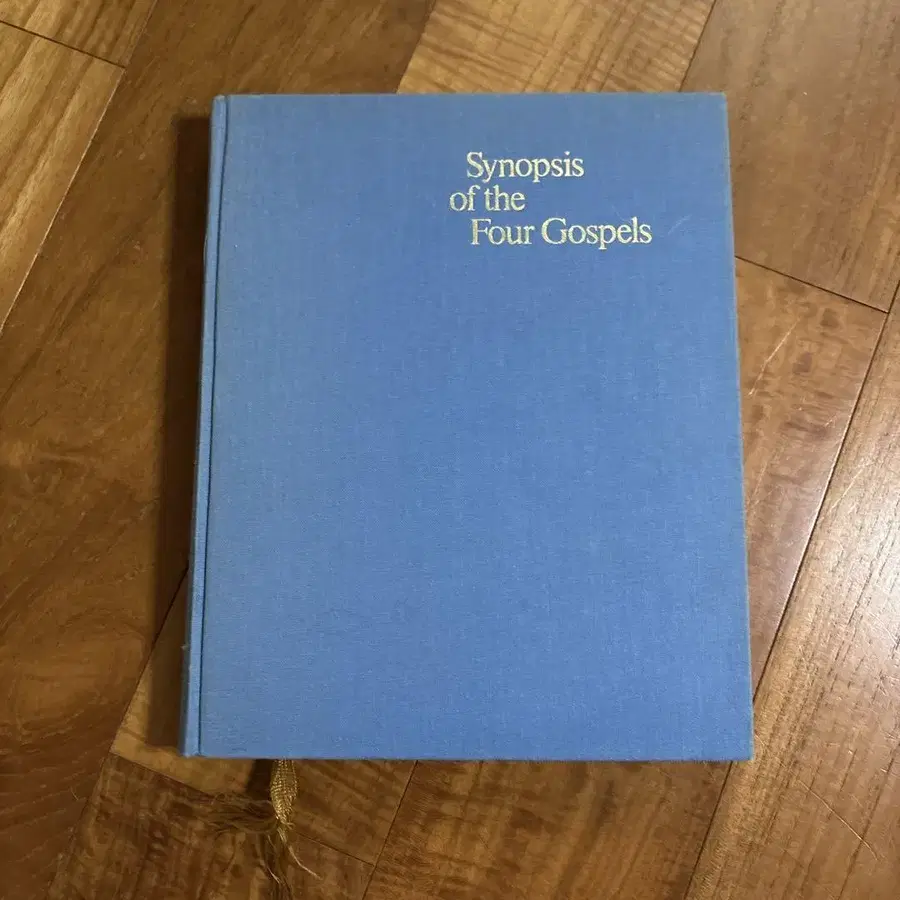 Synopsis
of the
Four Gospels